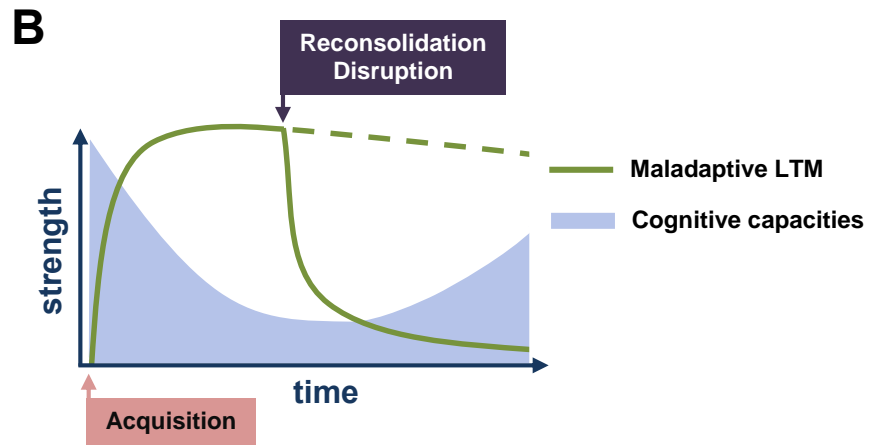 B
Reconsolidation
Disruption
strength
Maladaptive LTM
Cognitive capacities
time
Acquisition